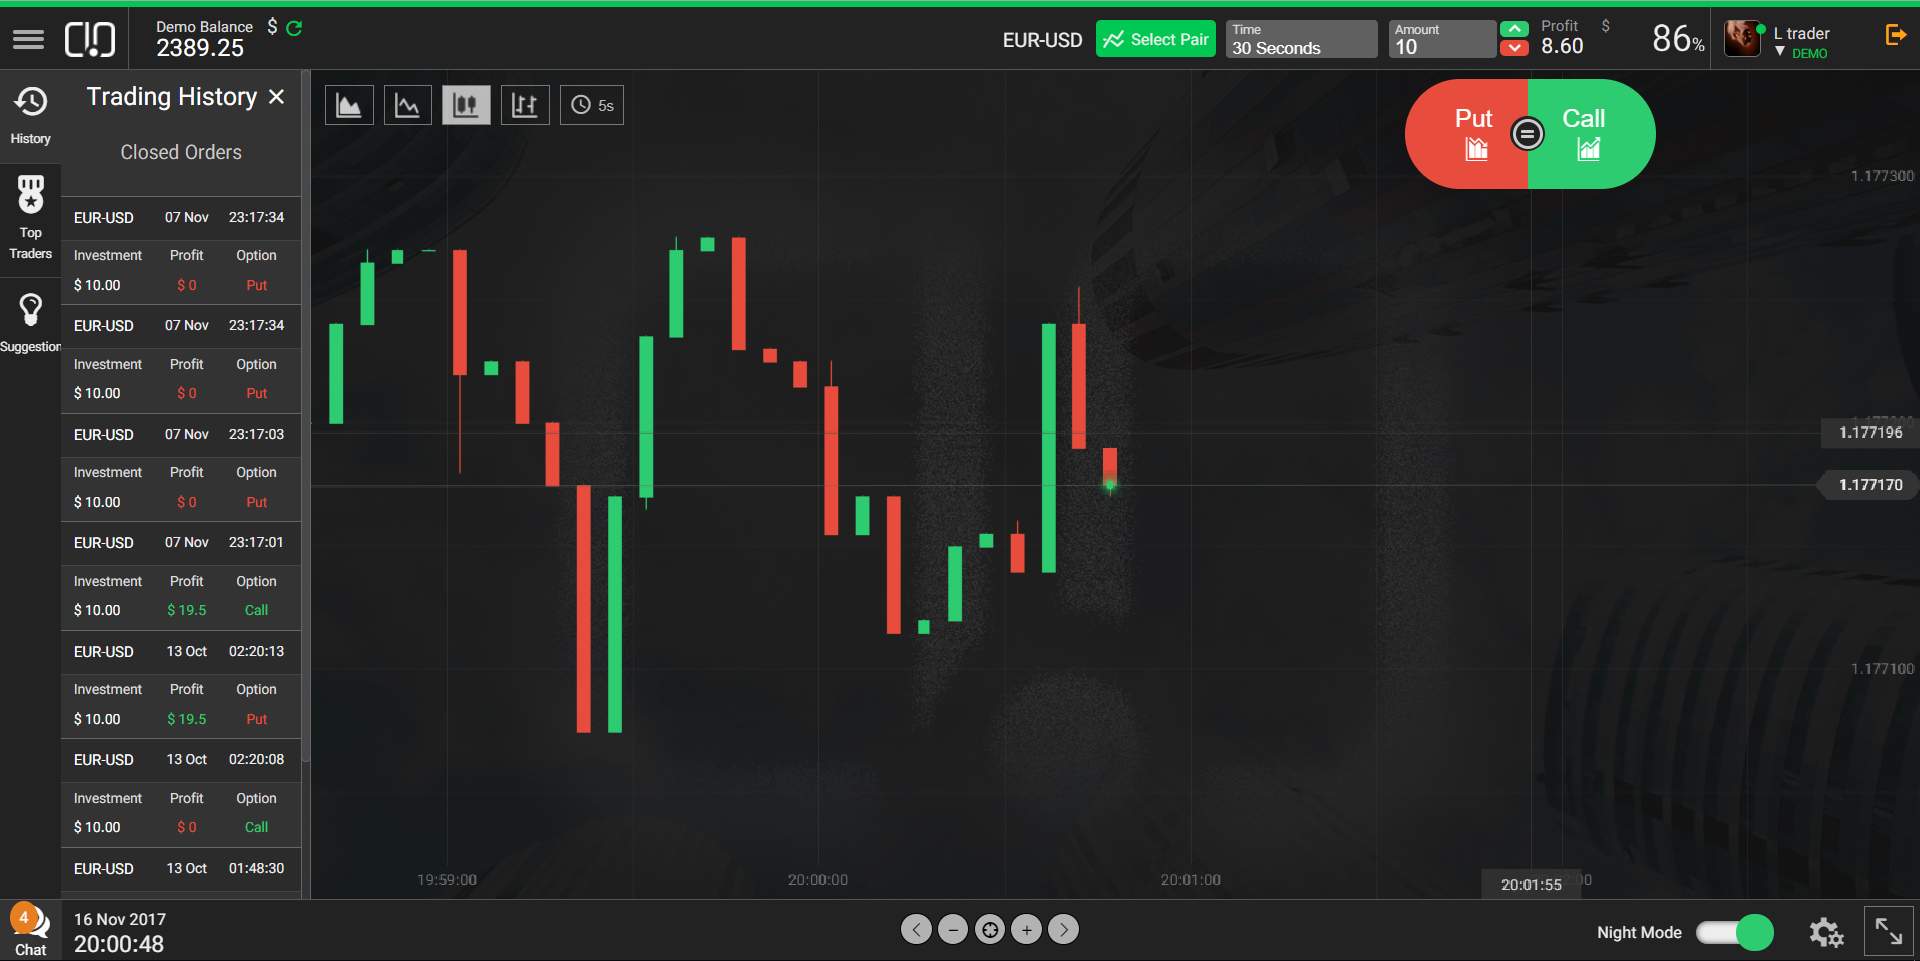 Demo Balance $
2389.25
EUR-USD
Select Pair
Time
30 Seconds
Amount
10
Profit $
8.60
86%
L trader
DEMO
History
Top
Traders
Suggestion
Trading History
Closed Orders
EUR-USD 07 Nov 23:17:34
Investment Profit Option
$ 10.00 $ 0 Put
EUR-USD 07 Nov 23:17:34
Investment Profit Option
$ 10.00 $ 0 Put
EUR-USD 07 Nov 23:17:03
Investment Profit Option
$ 10.00 $ 0 Put
EUR-USD 07 Nov 23:17:01
Investment Profit Option
$ 10.00 $ 19.5 Call
EUR-USD 13 Oct 02:20:13
Investment Profit Option
$ 10.00 $ 19.5 Put
EUR-USD 13 Oct 02:20:08
Investment Profit Option
$ 10.00 $ 0 Call
EUR-USD 13 Oct 01:48:30
5s
Put
Call
1.177300
1.177196
1.177170
1.177100
19:59:00 20:00:00 20:01:00 20:01:55
4
Chat
16 Nov 2017
20:00:48
Night Mode